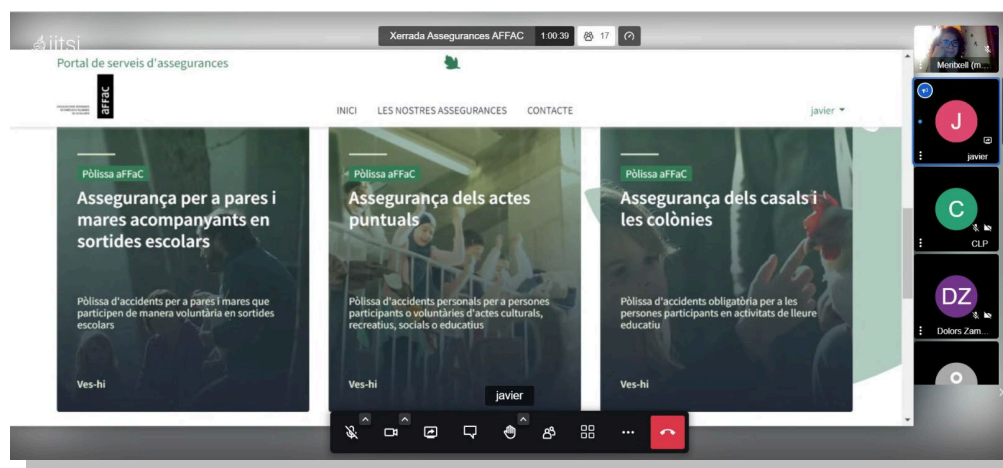 jitsi
Xerrada Assegurances AFFAC 1:00:39 17
Portal de serveis d'assegurances
aFFaC
INICI LES NOSTRES ASSEGURANCES CONTACTE javier
Pòlissa aFFaC
Assegurança per a pares i
mares acompanyants en
sortides escolars
Pòlissa d'accidents per a pares i mares que
participen de manera voluntària en sortides
escolars
Ves-hi
Pòlissa aFFaC
Assegurança dels actes
puntuals
Pòlissa d'accidents personals per a persones
participants o voluntàries d'actes culturals,
recreatius, socials o educatius
Ves-hi
Pòlissa aFFaC
Assegurança dels casals i
les colònies
Pòlissa d'accidents obligatòria per a les
persones participants en activitats de lleure
educatiu
Ves-hi
javier
Meritxell (m...
J
javier
C
CLP
DZ
Dolors Zam...